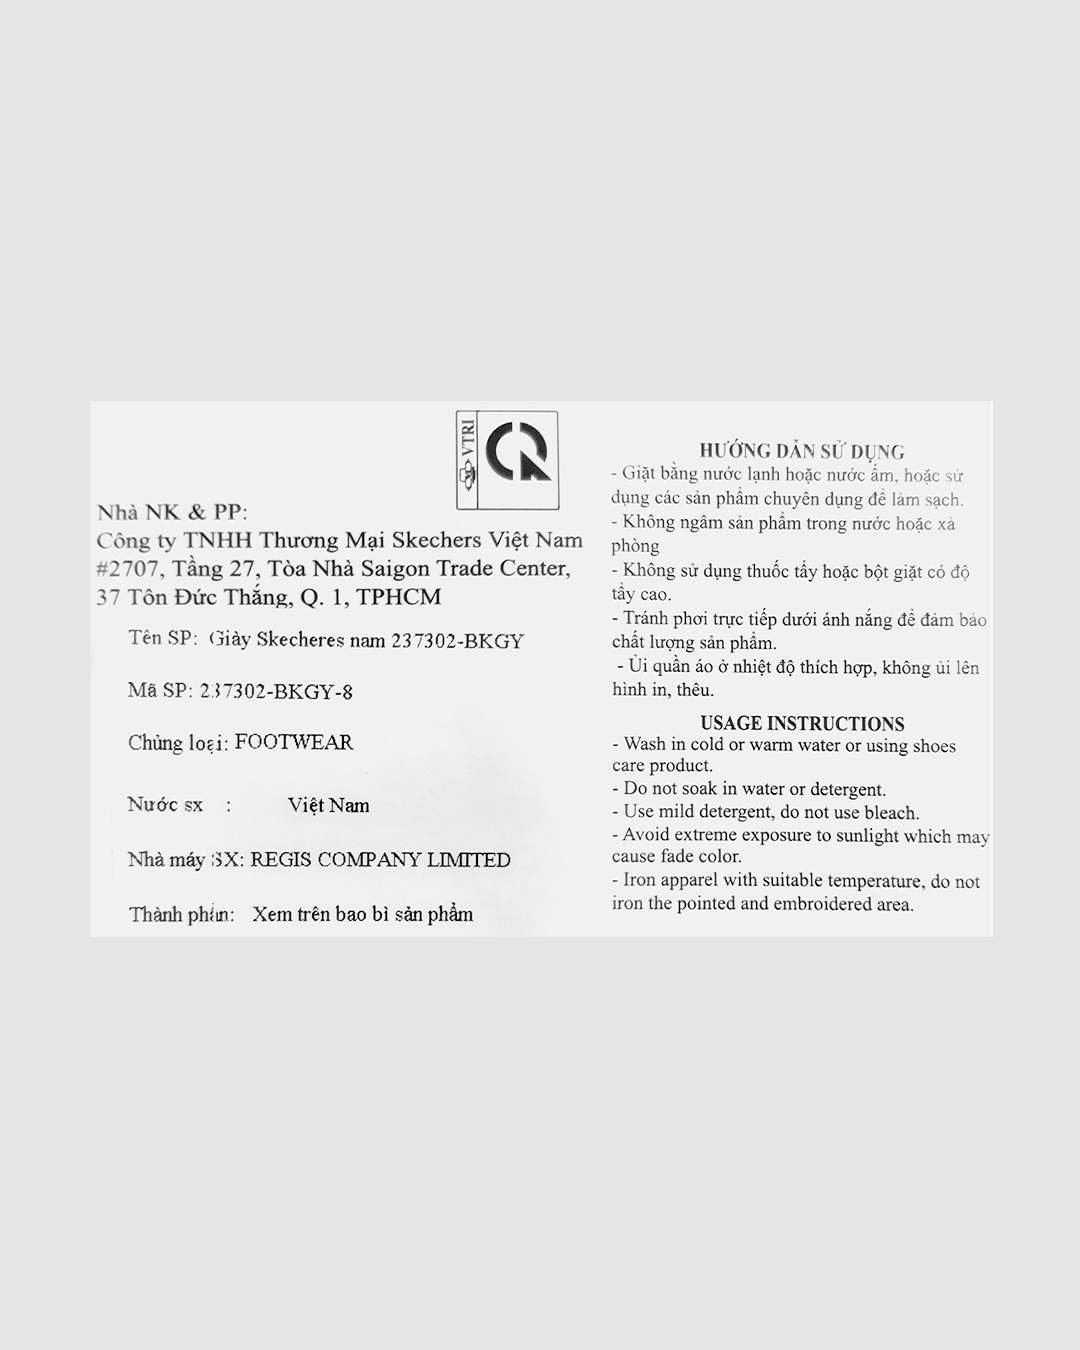 VTRI
Nhà NK & PP:
Công ty TNHH Thương Mại Skechers Việt Nam
#2707, Tầng 27, Tòa Nhà Saigon Trade Center,
37 Tôn Đức Thắng, Q. 1, TPHCM
Tên SP: Giày Skecheres nam 237302-BKGY
Mã SP: 237302-BKGY-8
Chủng loại: FOOTWEAR
Nước sx : Việt Nam
Nhà máy SX: REGIS COMPANY LIMITED
Thành phần: Xem trên bao bì sản phẩm
HƯỚNG DẪN SỬ DỤNG
- Giặt bằng nước lạnh hoặc nước ấm, hoặc sử
dụng các sản phẩm chuyên dụng để làm sạch.
- Không ngâm sản phẩm trong nước hoặc xà
phòng
- Không sử dụng thuốc tẩy hoặc bột giặt có độ
tẩy cao.
- Tránh phơi trực tiếp dưới ánh nắng để đảm bảo
chất lượng sản phẩm.
- Ủi quần áo ở nhiệt độ thích hợp, không ủi lên
hình in, thêu.
USAGE INSTRUCTIONS
- Wash in cold or warm water or using shoes
care product.
- Do not soak in water or detergent.
- Use mild detergent, do not use bleach.
- Avoid extreme exposure to sunlight which may
cause fade color.
- Iron apparel with suitable temperature, do not
iron the pointed and embroidered area.